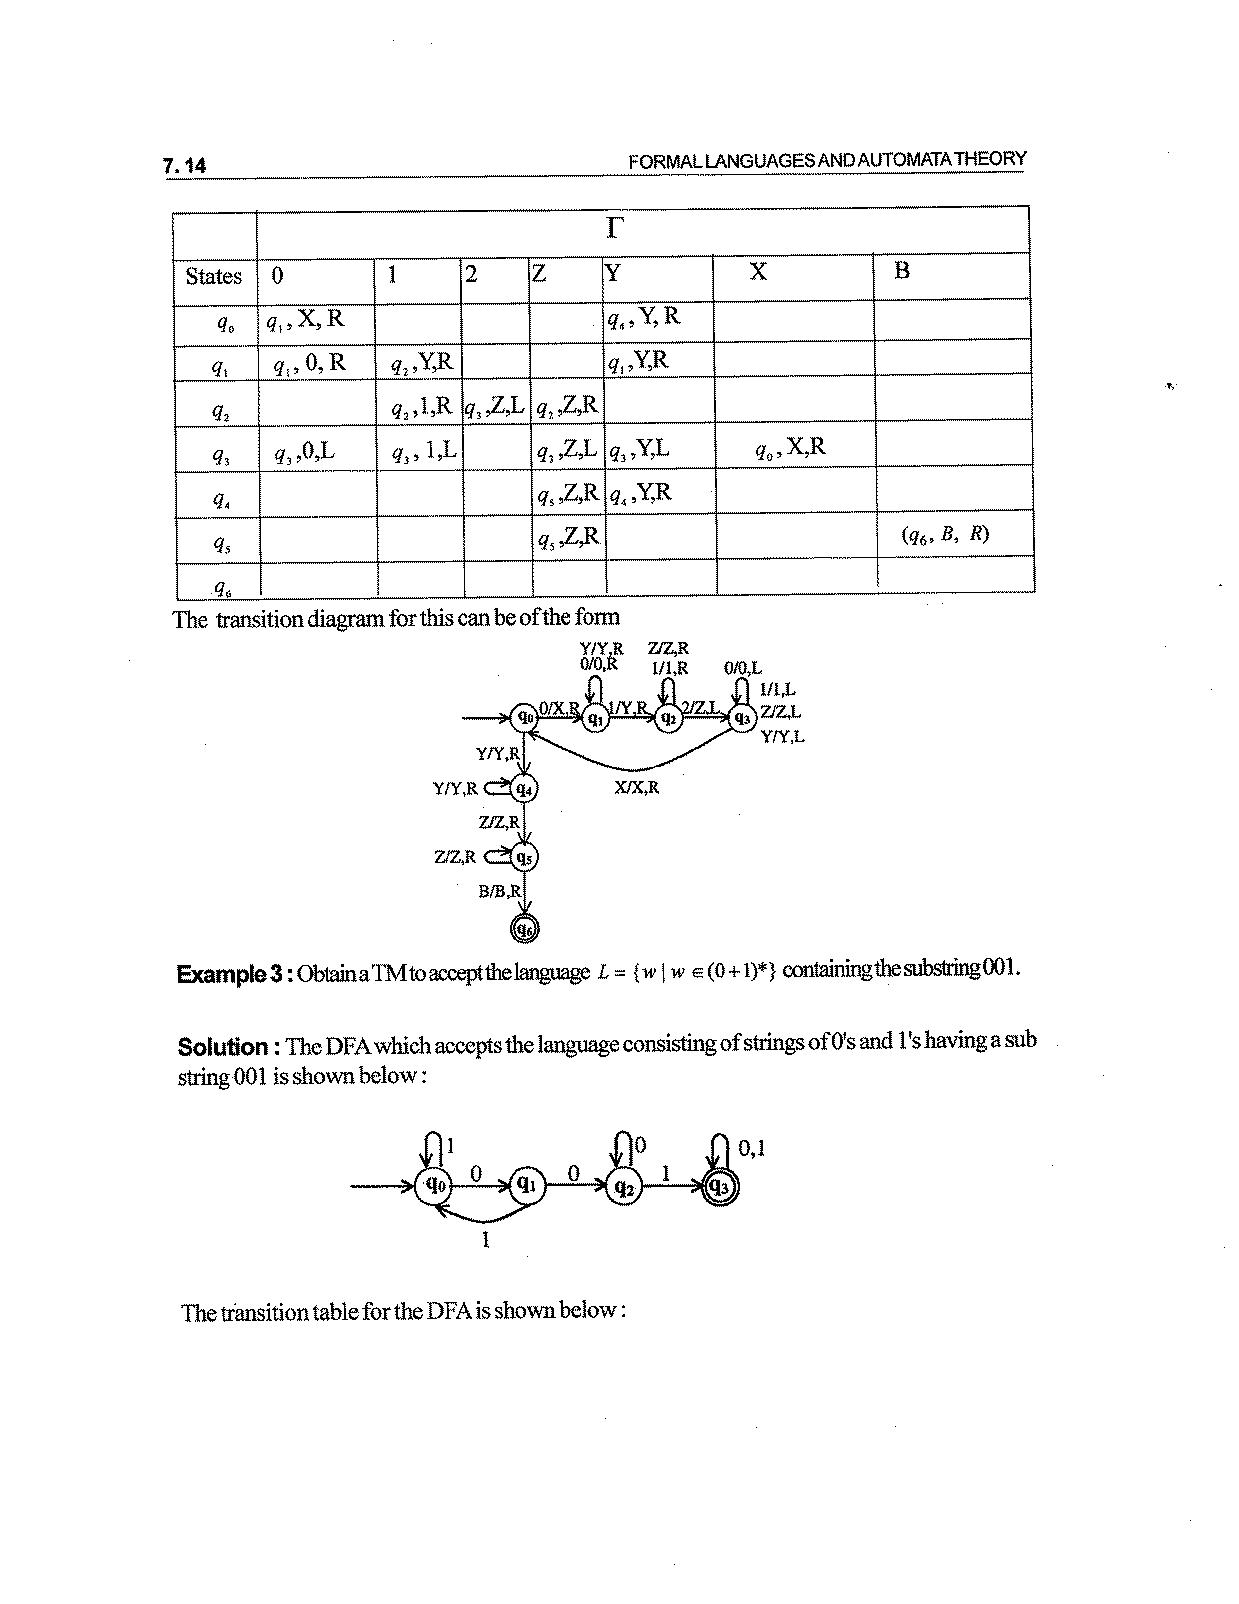 7.14 FORMAL LANGUAGES AND AUTOMATA THEORY
Γ
States 0 1 2 Z Y X B
q₀ q₁, X, R q₄, Y, R
q₁ q₁, 0, R q₂,Y,R q₁,Y,R
q₂ q₂,1,R q₃,Z,L q₂,Z,R
q₃ q₃,0,L q₃, 1,L q₃,Z,L q₃,Y,L q₀,X,R
q₄ q₅,Z,R q₄,Y,R
q₅ q₅,Z,R (q₆, B, R)
q₆
The transition diagram for this can be of the form
Y/Y,R Z/Z,R
0/0,R 1/1,R 0/0,L
1/1,L
q₀ 0/X,R q₁ 1/Y,R q₂ 2/Z,L q₃ Z/Z,L
Y/Y,L
Y/Y,R
Y/Y,R q₄ X/X,R
Z/Z,R
Z/Z,R q₅
B/B,R
q₆
Example 3 : Obtain a TM to accept the language L = {w | w ∈ (0 + 1)*} containing the substring 001.
Solution : The DFA which accepts the language consisting of strings of 0's and 1's having a sub
string 001 is shown below :
1 0 0,1
q₀ 0 q₁ 0 q₂ 1 q₃
1
The transition table for the DFA is shown below :